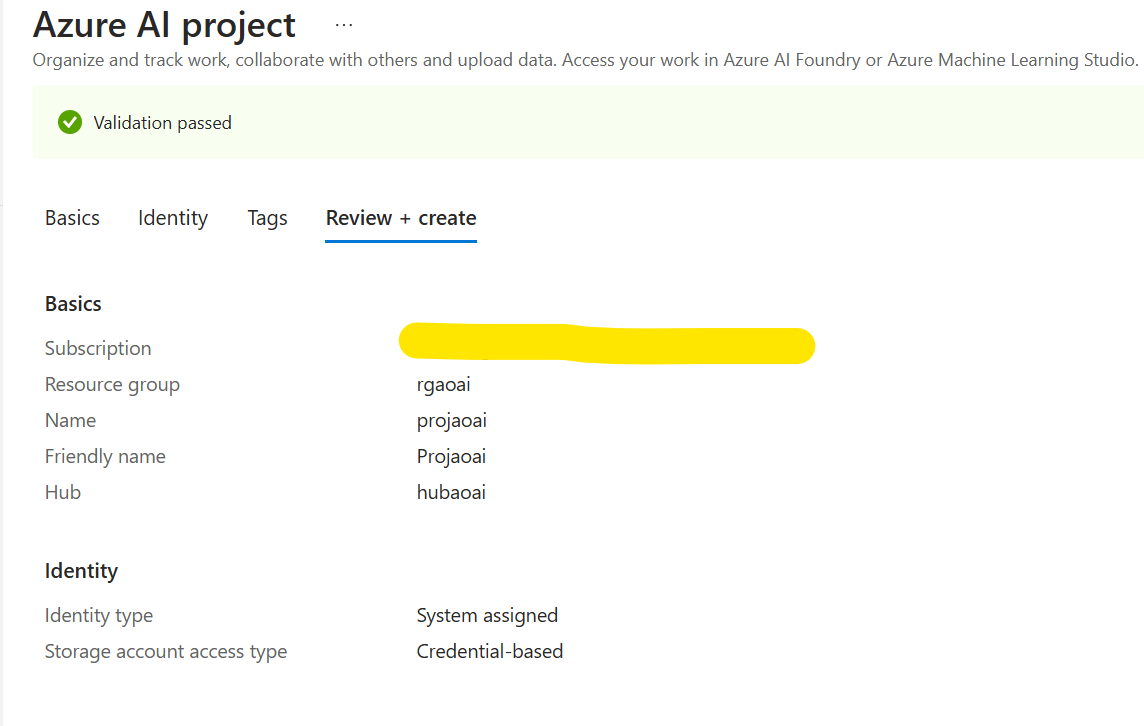 Azure AI project ...
Organize and track work, collaborate with others and upload data. Access your work in Azure AI Foundry or Azure Machine Learning Studio.
Validation passed
Basics Identity Tags Review + create
Basics
Subscription
Resource group rgaoai
Name projaoai
Friendly name Projaoai
Hub hubaoai
Identity
Identity type System assigned
Storage account access type Credential-based